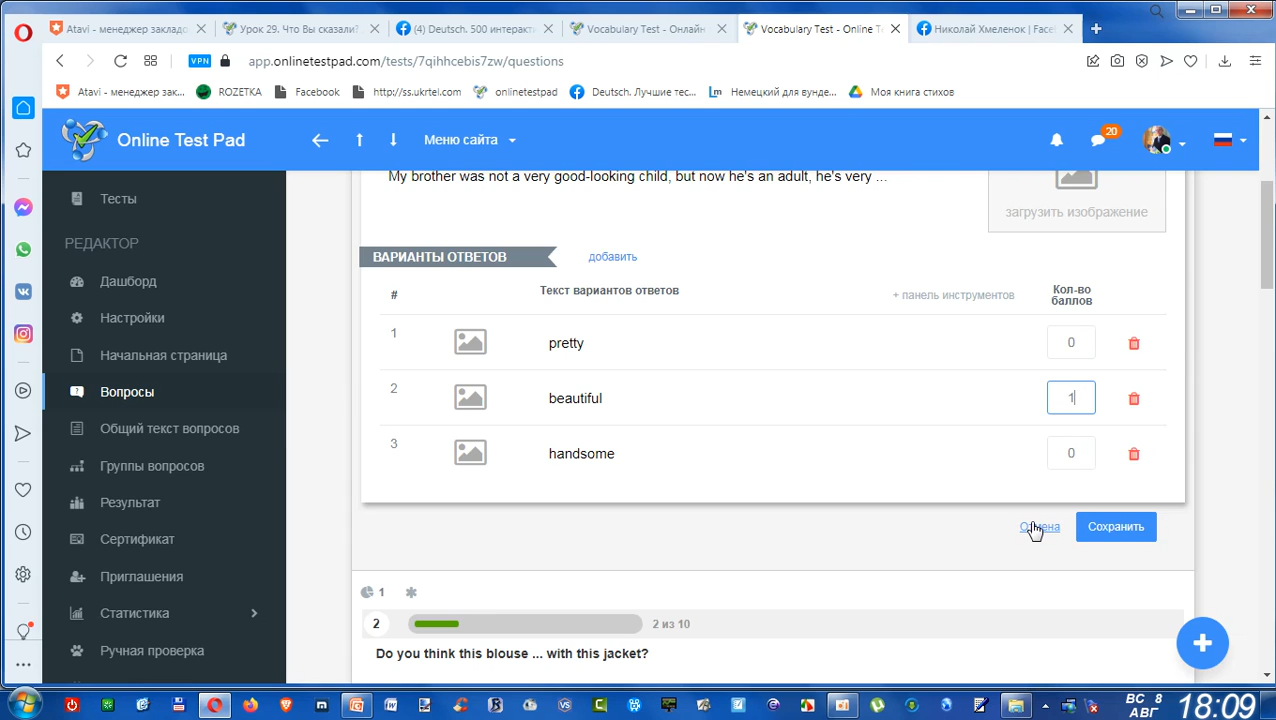 Atavi - менеджер закладо
Урок 29. Что Вы сказали?
(4) Deutsch. 500 интеракти
Vocabulary Test - Онлайн
Vocabulary Test - Online T
Николай Хмеленок | Facel
VPN
app.onlinetestpad.com/tests/7qihhcebis7zw/questions
Atavi - менеджер зак...
ROZETKA
Facebook
http://ss.ukrtel.com
onlinetestpad
Deutsch. Лучшие тес...
Lm Немецкий для вунде...
Моя книга стихов
Online Test Pad
Меню сайта
20
Тесты
РЕДАКТОР
Дашборд
Настройки
Начальная страница
Вопросы
Общий текст вопросов
Группы вопросов
Результат
Сертификат
Приглашения
Статистика
Ручная проверка
My brother was not a very good-looking child, but now he's an adult, he's very ...
загрузить изображение
ВАРИАНТЫ ОТВЕТОВ
добавить
#
Текст вариантов ответов
+ панель инструментов
Кол-во
баллов
1
pretty
0
2
beautiful
1
3
handsome
0
Отмена
Сохранить
1
2
2 из 10
Do you think this blouse ... with this jacket?
ВС 8
АВГ
18:09